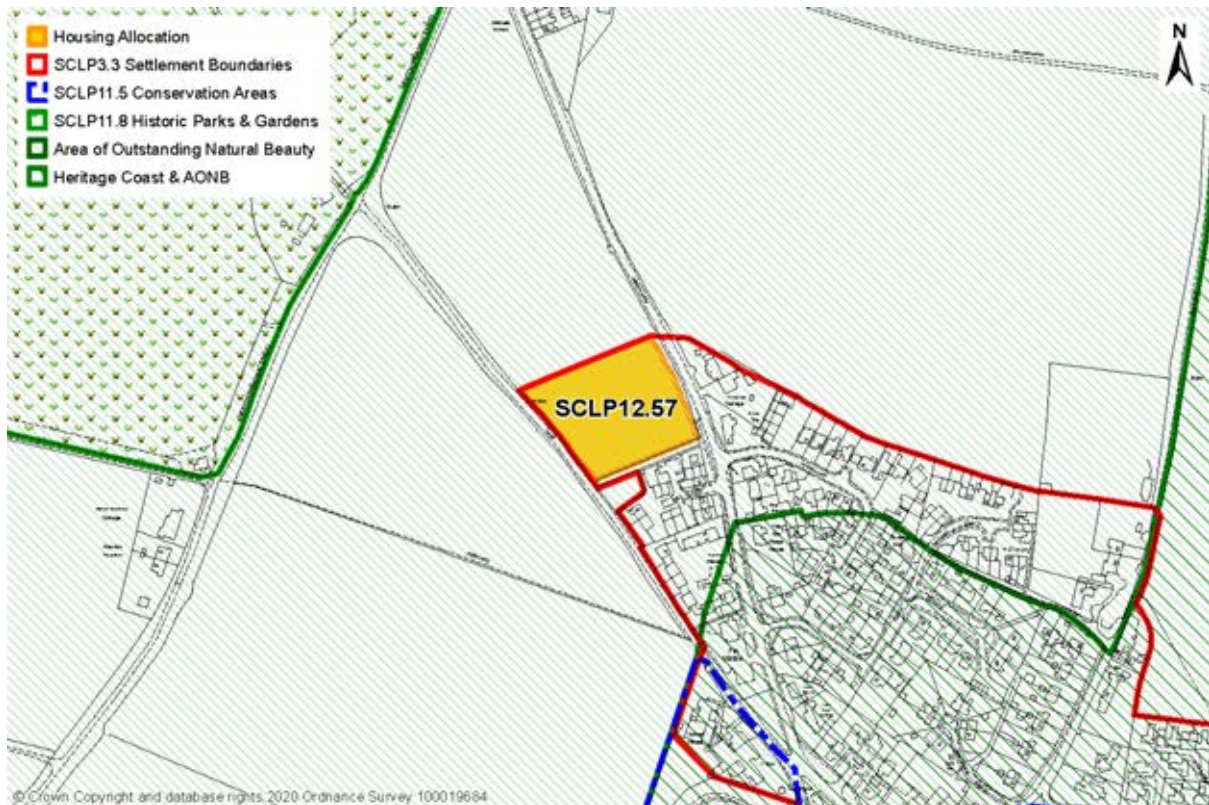 Housing Allocation
SCLP3.3 Settlement Boundaries
SCLP11.5 Conservation Areas
SCLP11.8 Historic Parks & Gardens
Area of Outstanding Natural Beauty
Heritage Coast & AONB
N
SCLP12.57
© Crown Copyright and database rights 2020 Ordnance Survey 100019684